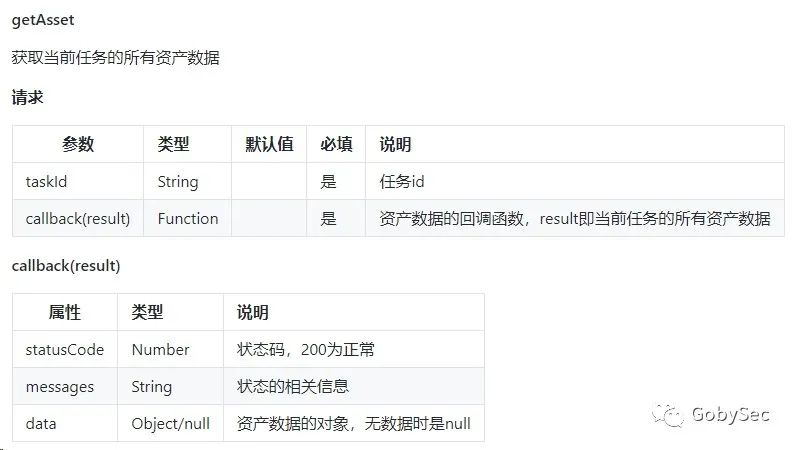 getAsset
获取当前任务的所有资产数据
请求
参数 类型 默认值 必填 说明
taskId String 是 任务id
callback(result) Function 是 资产数据的回调函数，result即当前任务的所有资产数据
callback(result)
属性 类型 说明
statusCode Number 状态码，200为正常
messages String 状态的相关信息
data Object/null 资产数据的对象，无数据时是null
GobySec